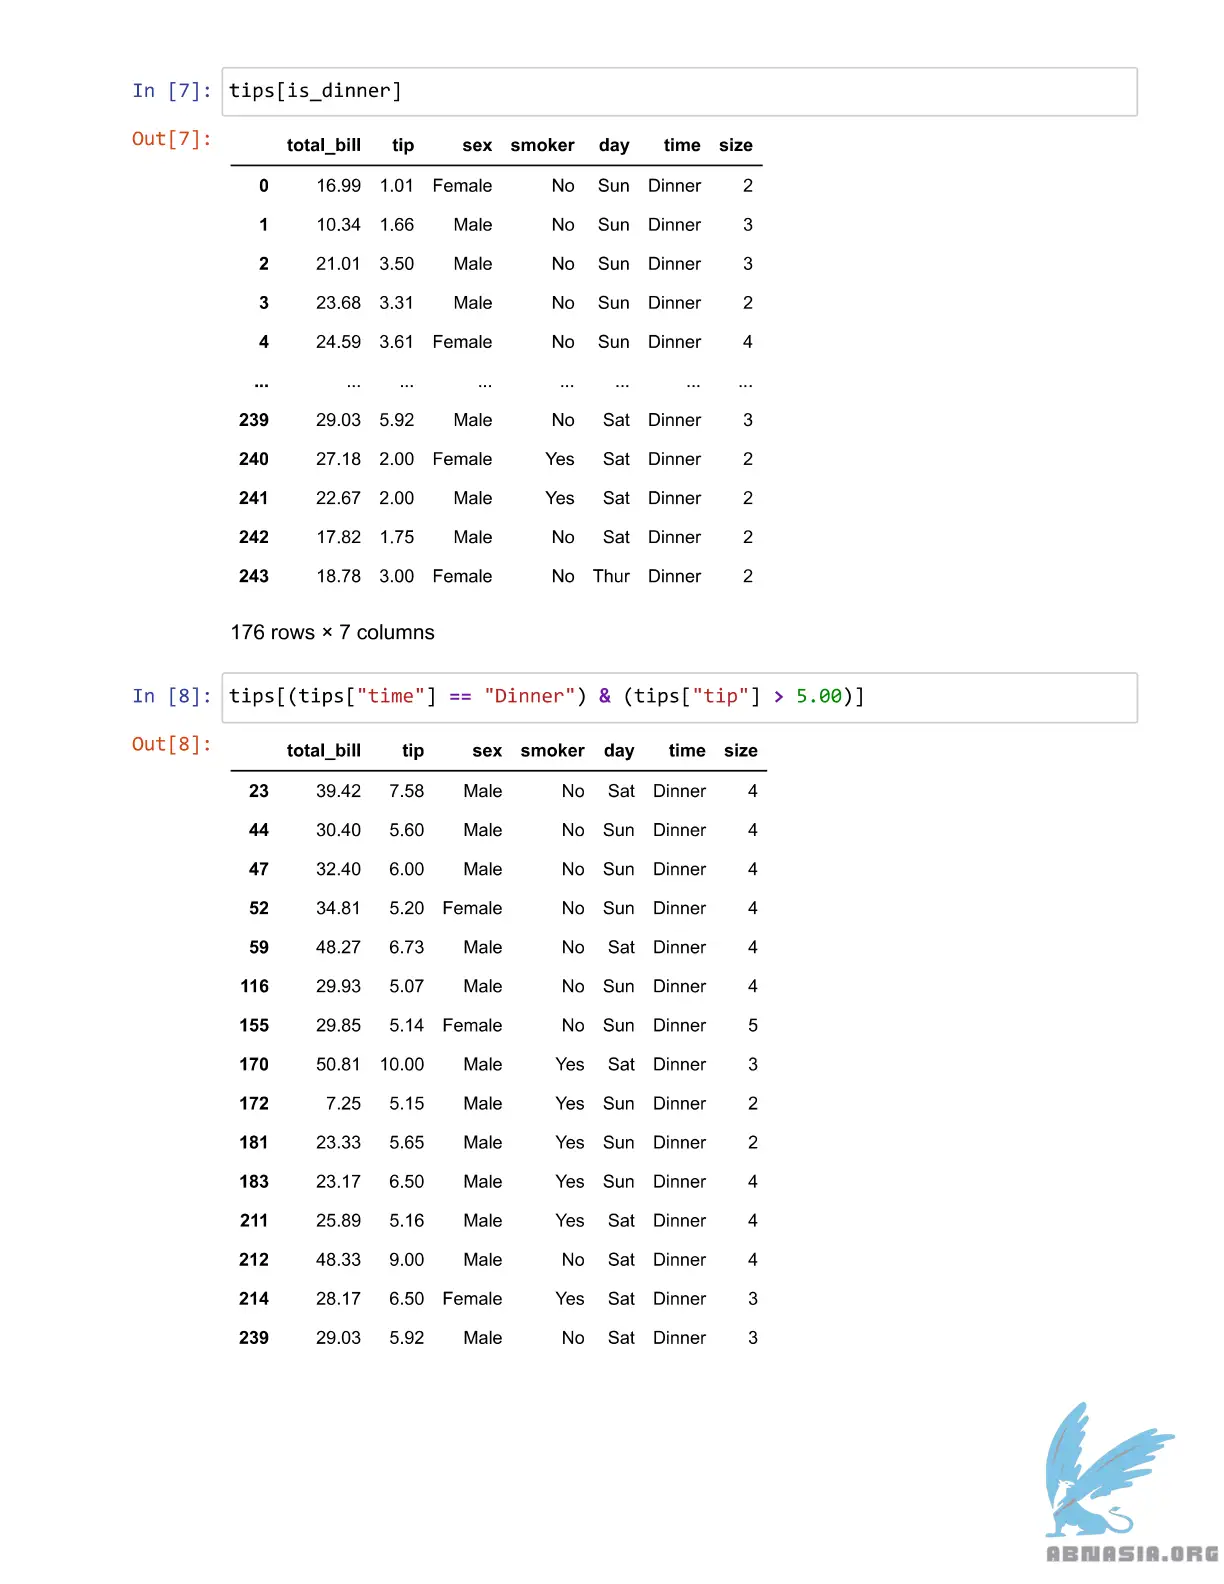 In [7]: tips[is_dinner]
Out[7]:
total_bill tip sex smoker day time size
0 16.99 1.01 Female No Sun Dinner 2
1 10.34 1.66 Male No Sun Dinner 3
2 21.01 3.50 Male No Sun Dinner 3
3 23.68 3.31 Male No Sun Dinner 2
4 24.59 3.61 Female No Sun Dinner 4
... ... ... ... ... ... ... ...
239 29.03 5.92 Male No Sat Dinner 3
240 27.18 2.00 Female Yes Sat Dinner 2
241 22.67 2.00 Male Yes Sat Dinner 2
242 17.82 1.75 Male No Sat Dinner 2
243 18.78 3.00 Female No Thur Dinner 2
176 rows × 7 columns
In [8]: tips[(tips["time"] == "Dinner") & (tips["tip"] > 5.00)]
Out[8]:
total_bill tip sex smoker day time size
23 39.42 7.58 Male No Sat Dinner 4
44 30.40 5.60 Male No Sun Dinner 4
47 32.40 6.00 Male No Sun Dinner 4
52 34.81 5.20 Female No Sun Dinner 4
59 48.27 6.73 Male No Sat Dinner 4
116 29.93 5.07 Male No Sun Dinner 4
155 29.85 5.14 Female No Sun Dinner 5
170 50.81 10.00 Male Yes Sat Dinner 3
172 7.25 5.15 Male Yes Sun Dinner 2
181 23.33 5.65 Male Yes Sun Dinner 2
183 23.17 6.50 Male Yes Sun Dinner 4
211 25.89 5.16 Male Yes Sat Dinner 4
212 48.33 9.00 Male No Sat Dinner 4
214 28.17 6.50 Female Yes Sat Dinner 3
239 29.03 5.92 Male No Sat Dinner 3
ABNASIA.ORG